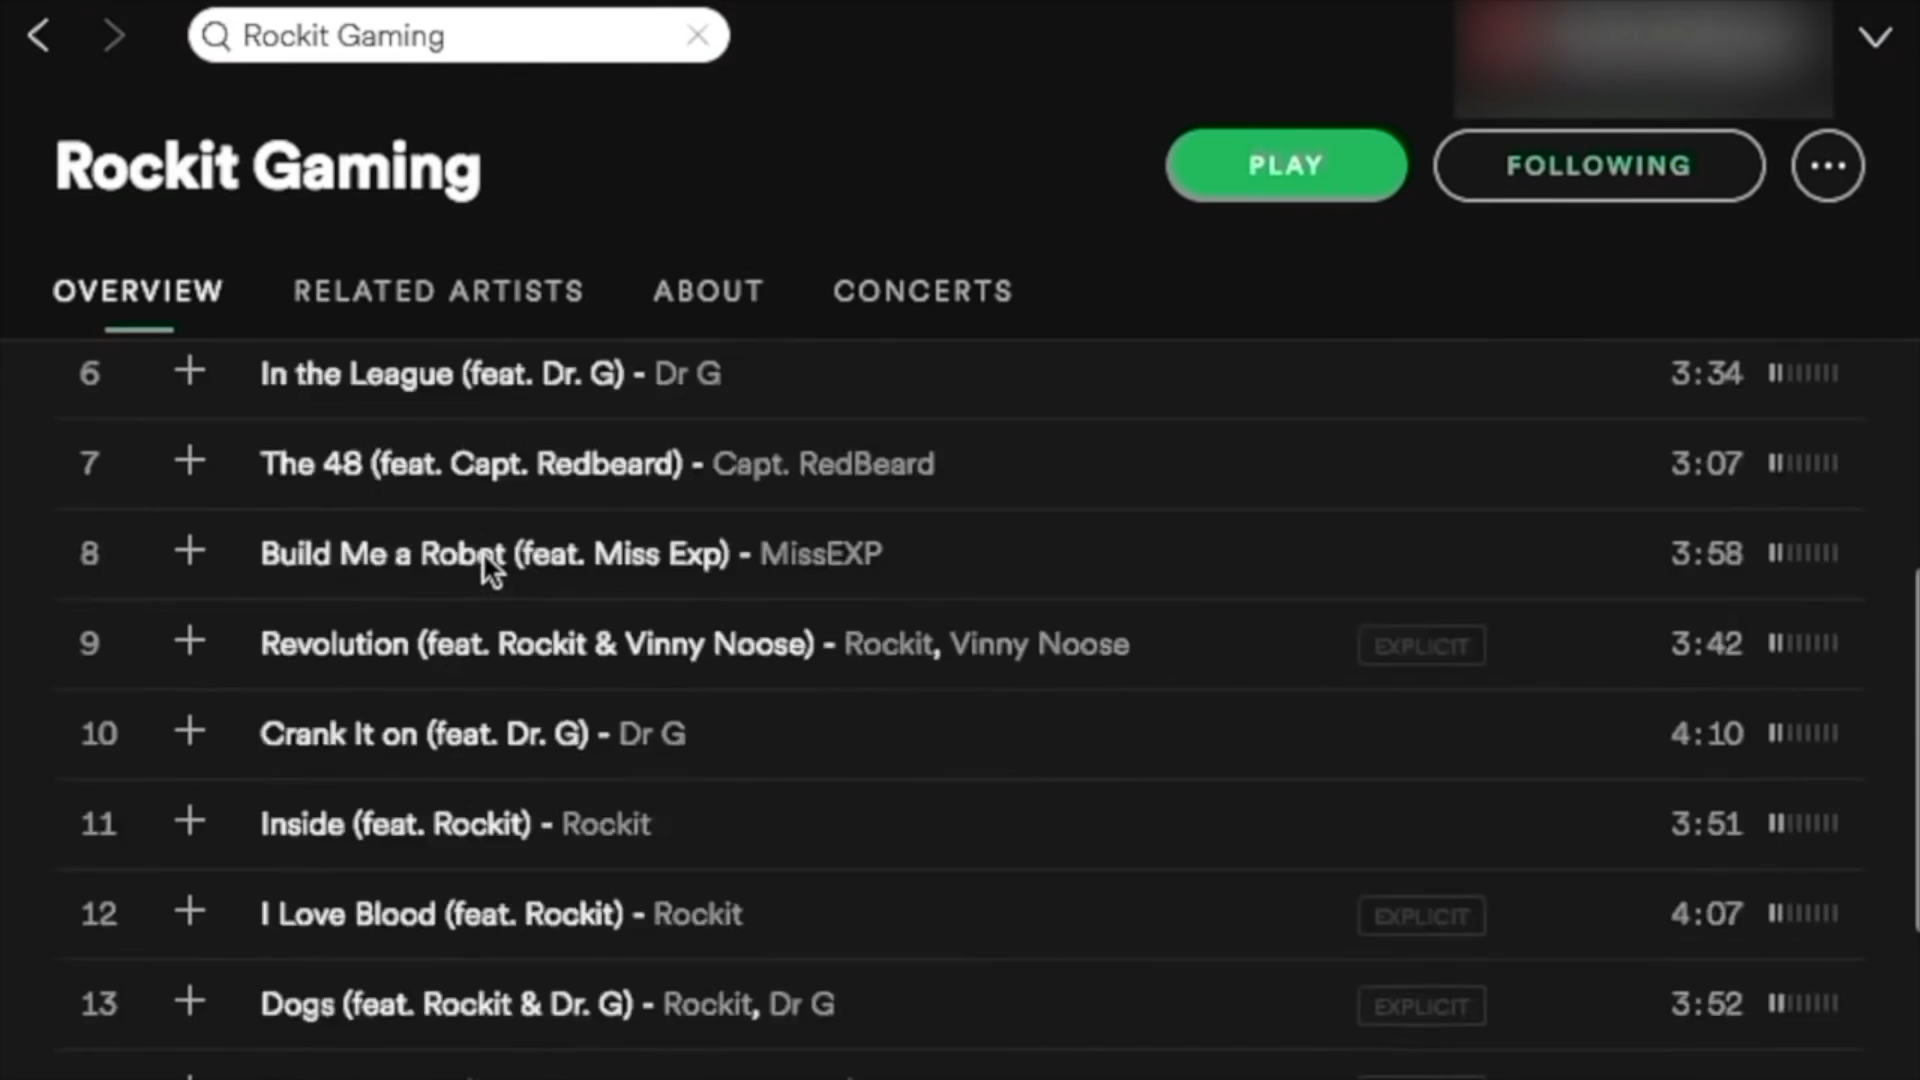 Rockit Gaming
Rockit Gaming
PLAY
FOLLOWING
OVERVIEW RELATED ARTISTS ABOUT CONCERTS
6 In the League (feat. Dr. G) - Dr G 3:34
7 The 48 (feat. Capt. Redbeard) - Capt. RedBeard 3:07
8 Build Me a Robot (feat. Miss Exp) - MissEXP 3:58
9 Revolution (feat. Rockit & Vinny Noose) - Rockit, Vinny Noose EXPLICIT 3:42
10 Crank It on (feat. Dr. G) - Dr G 4:10
11 Inside (feat. Rockit) - Rockit 3:51
12 I Love Blood (feat. Rockit) - Rockit EXPLICIT 4:07
13 Dogs (feat. Rockit & Dr. G) - Rockit, Dr G EXPLICIT 3:52